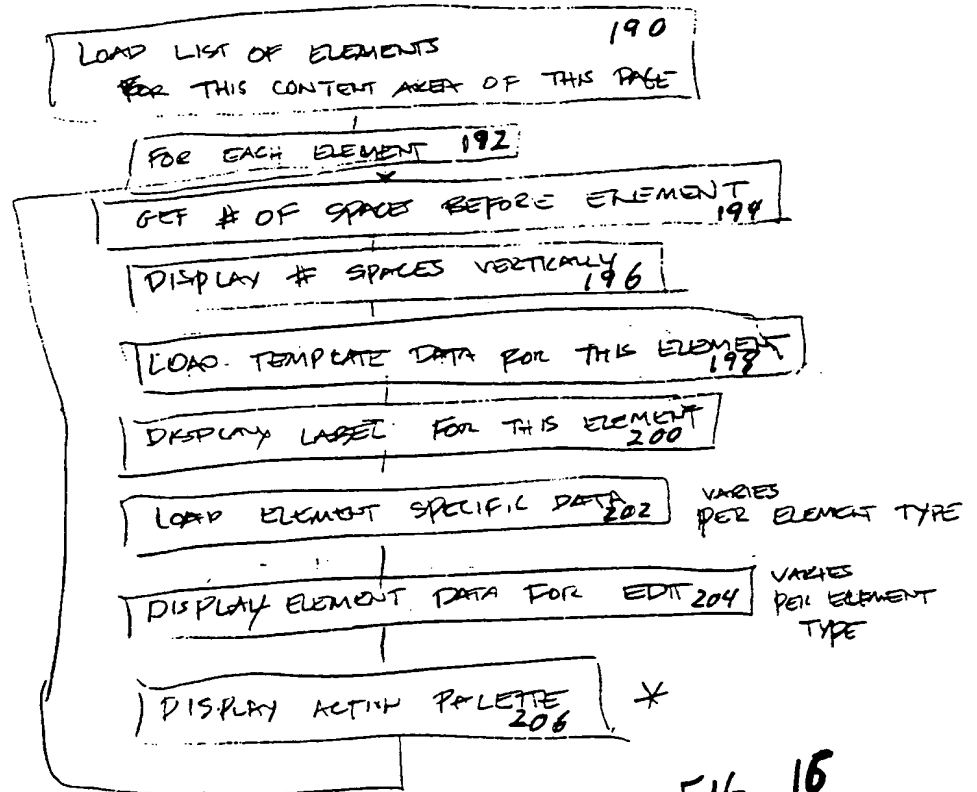 190
LOAD LIST OF ELEMENTS
FOR THIS CONTENT AREA OF THIS PAGE
FOR EACH ELEMENT 192
GET # OF SPACES BEFORE ELEMENT
194
DISPLAY # SPACES VERTICALLY
196
LOAD TEMPLATE DATA FOR THIS ELEMENT
198
DISPLAY LABEL FOR THIS ELEMENT
200
LOAD ELEMENT SPECIFIC DATA 202
VARIES
PER ELEMENT TYPE
DISPLAY ELEMENT DATA FOR EDIT 204
VARIES
PER ELEMENT
TYPE
DISPLAY ACTION PALETTE *
206
FIG. 16